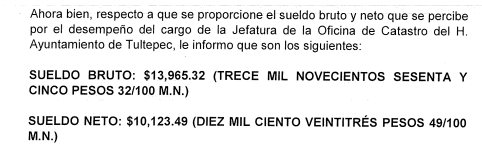 Ahora bien, respecto a que se proporcione el sueldo bruto y neto que se percibe
por el desempeño del cargo de la Jefatura de la Oficina de Catastro del H.
Ayuntamiento de Tultepec, le informo que son los siguientes:
SUELDO BRUTO: $13,965.32 (TRECE MIL NOVECIENTOS SESENTA Y
CINCO PESOS 32/100 M.N.)
SUELDO NETO: $10,123.49 (DIEZ MIL CIENTO VEINTITRÉS PESOS 49/100
M.N.)